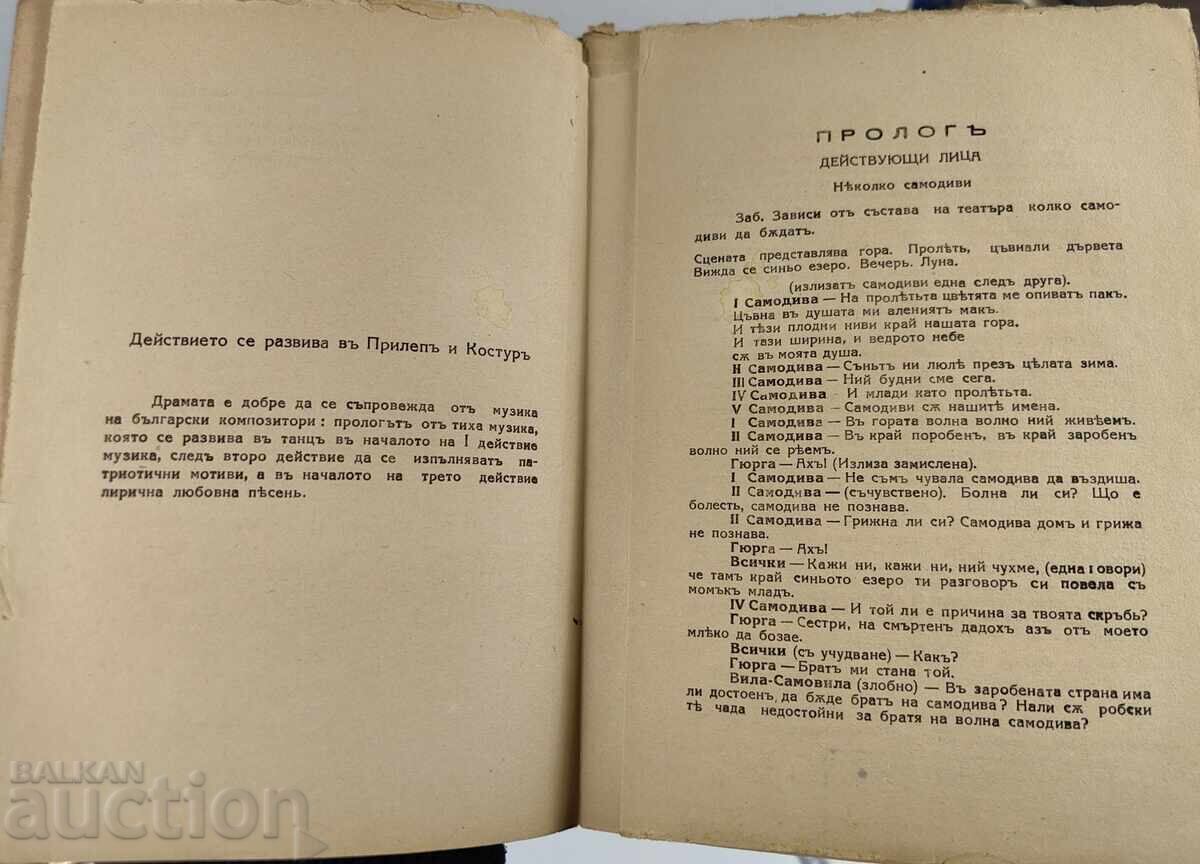 Действието се развива въ Прилепъ и Костуръ
Драмата е добре да се съпровежда отъ музика
на български композитори: прологътъ отъ тиха музика,
която се развива въ танцъ въ началото на I действие
музика, следъ второ действие да се изпълняватъ па-
триотични мотиви, а въ началото на трето действие
лирична любовна пѣсень.
ПРОЛОГЪ
ДЕЙСТВУЮЩИ ЛИЦА
Нѣколко самодиви
Заб. Зависи отъ състава на театъра колко само-
диви да бѫдатъ.
Сцената представлява гора. Пролѣть, цъвнали дървета
Вижда се синьо езеро. Вечерь. Луна.
(излизатъ самодиви една следъ друга).
I Самодива — На пролѣтьта цвѣтята ме опиватъ пакъ.
Цъвна въ душата ми алениятъ макъ.
И тѣзи плодни ниви край нашата гора.
И тази ширина, и ведрото небе
сѫ въ моята душа.
II Самодива — Сънътъ ни люлѣ презъ цѣлата зима.
III Самодива — Ний будни сме сега.
IV Самодива - И млади като пролѣтьта.
V Самодива — Самодиви сѫ нашитѣ имена.
I Самодива — Въ гората волна волно ний живѣемъ.
II Самодива — Въ край поробенъ, въ край заробенъ
волно ний се рѣемъ.
Гюрга — Ахъ! (Излиза замислена).
I Самодива — Не съмъ чувала самодива да въздиша.
II Самодива — (съчувствено). Болна ли си? Що е
болесть, самодива не познава.
II Самодива — Грижна ли си? Самодива домъ и грижа
не познава.
Гюрга — Ахъ!
Всички — Кажи ни, кажи ни, ний чухме, (една говори)
че тамъ край синьото езеро ти разговоръ си повела съ
момъкъ младъ.
IV Самодива — И той ли е причина за твоята скръбь?
Гюрга — Сестри, на смъртенъ дадохъ азъ отъ моето
млѣко да бозае.
Всички (съ учудване) — Какъ?
Гюрга — Братъ ми стана той.
Вила-Самовила (злобно) — Въ заробената страна има
ли достоенъ, да бѫде братъ на самодива? Нали сѫ робски
тѣ чада недостойни за братя на волна самодива?
BALKAN
auction